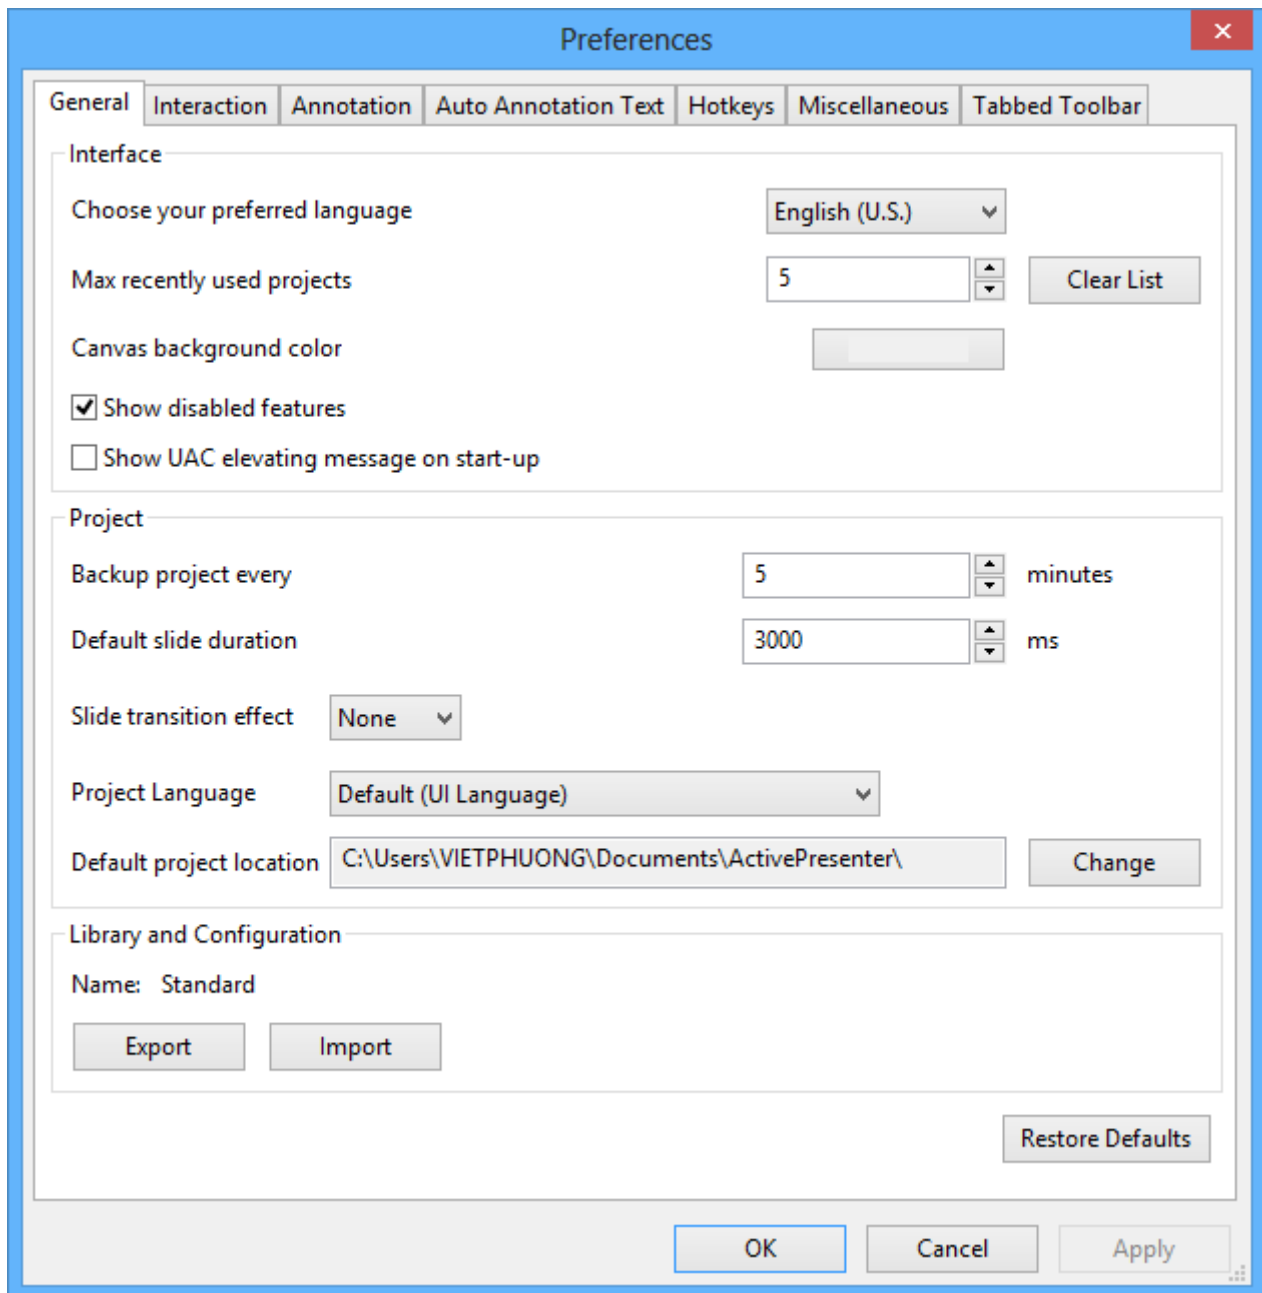 Preferences
General Interaction Annotation Auto Annotation Text Hotkeys Miscellaneous Tabbed Toolbar
Interface
Choose your preferred language English (U.S.)
Max recently used projects 5 Clear List
Canvas background color
Show disabled features
Show UAC elevating message on start-up
Project
Backup project every 5 minutes
Default slide duration 3000 ms
Slide transition effect None
Project Language Default (UI Language)
Default project location C:\Users\VIETPHUONG\Documents\ActivePresenter\ Change
Library and Configuration
Name: Standard
Export Import
Restore Defaults
OK Cancel Apply